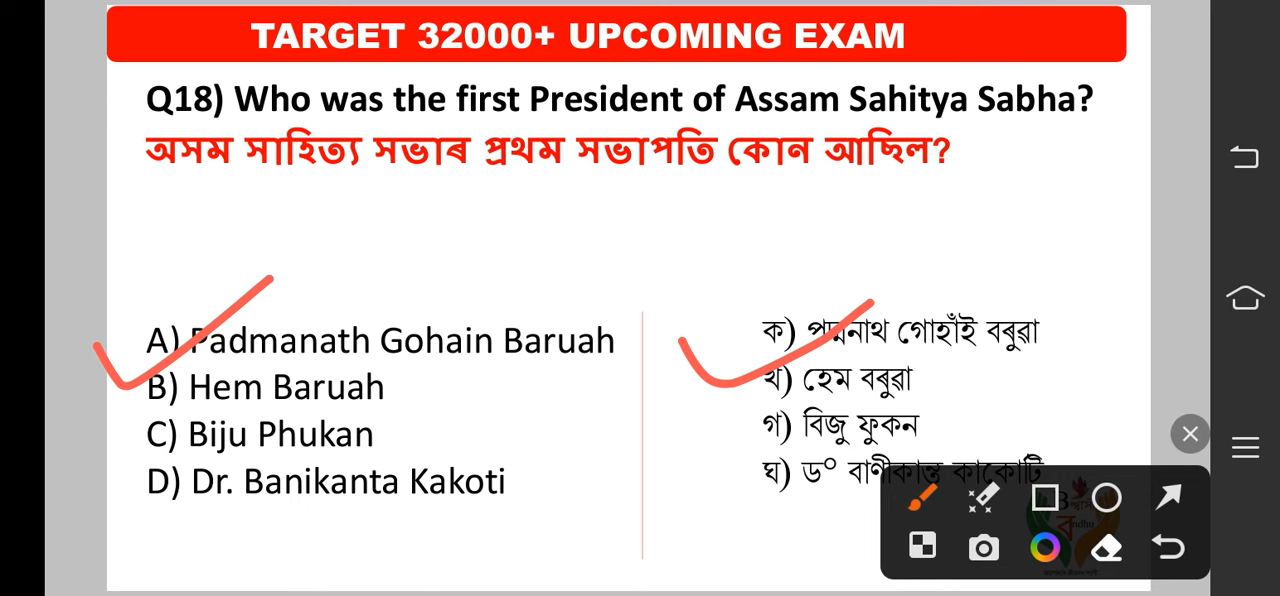 TARGET 32000+ UPCOMING EXAM
Q18) Who was the first President of Assam Sahitya Sabha?
অসম সাহিত্য সভাৰ প্ৰথম সভাপতি কোন আছিল?
A) Padmanath Gohain Baruah
B) Hem Baruah
C) Biju Phukan
D) Dr. Banikanta Kakoti
ক) পদ্মনাথ গোহাঁই বৰুৱা
খ) হেম বৰুৱা
গ) বিজু ফুকন
ঘ) ড° বাণীকান্ত কাকোটি